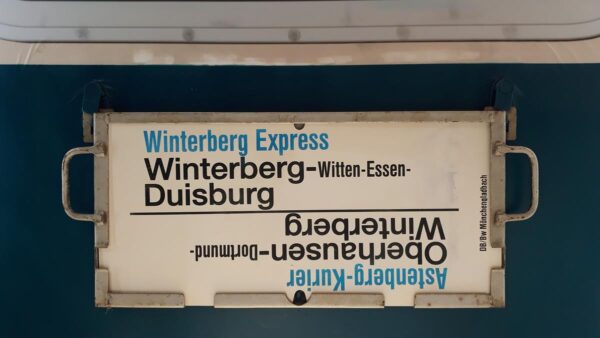 Winterberg Express
Winterberg-Witten-Essen-
Duisburg
Astenberg-Kurier
Oberhausen-Dortmund-
Winterberg
DB/Bw Mönchengladbach